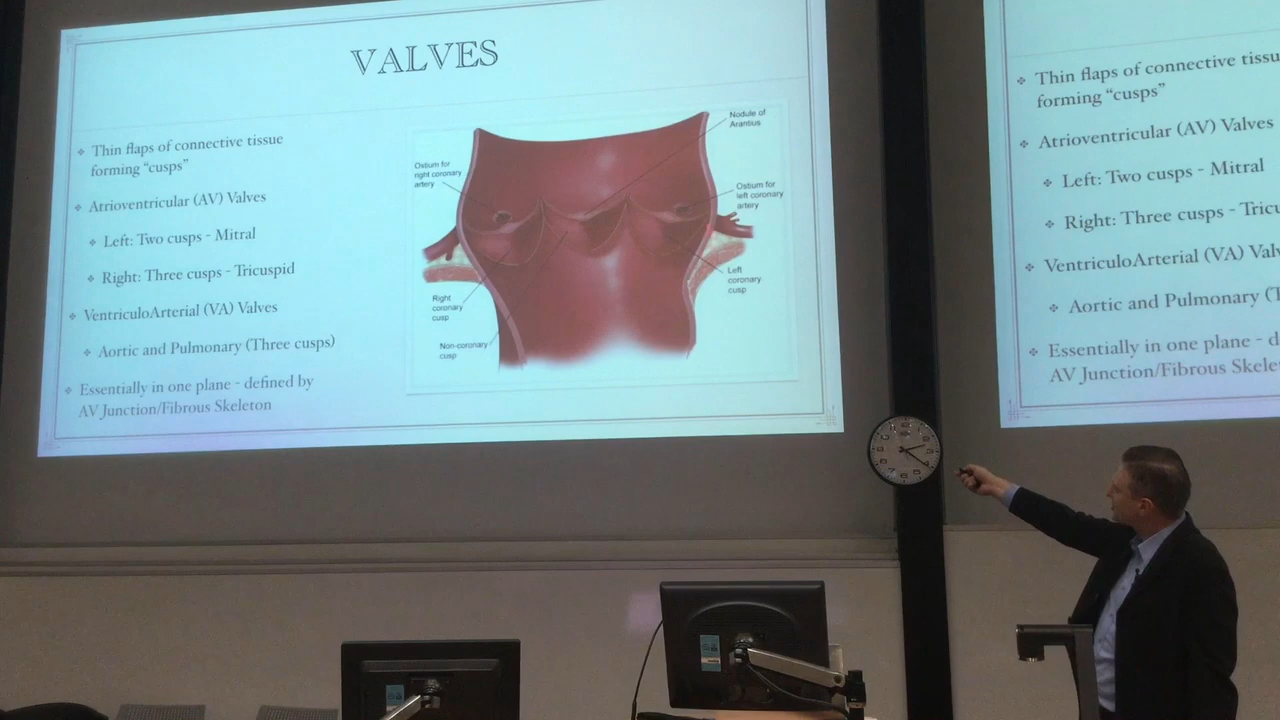 VALVES
Thin flaps of connective tissue
forming “cusps”
Atrioventricular (AV) Valves
Left: Two cusps - Mitral
Right: Three cusps - Tricuspid
VentriculoArterial (VA) Valves
Aortic and Pulmonary (Three cusps)
Essentially in one plane - defined by
AV Junction/Fibrous Skeleton
Nodule of
Arantius
Ostium for
right coronary
artery
Ostium for
left coronary
artery
Left
coronary
cusp
Right
coronary
cusp
Non-coronary
cusp
Thin flaps of connective tissu
forming “cusps”
Atrioventricular (AV) Valves
Left: Two cusps - Mitral
Right: Three cusps - Tricu
VentriculoArterial (VA) Val
Aortic and Pulmonary (T
Essentially in one plane - d
AV Junction/Fibrous Skele